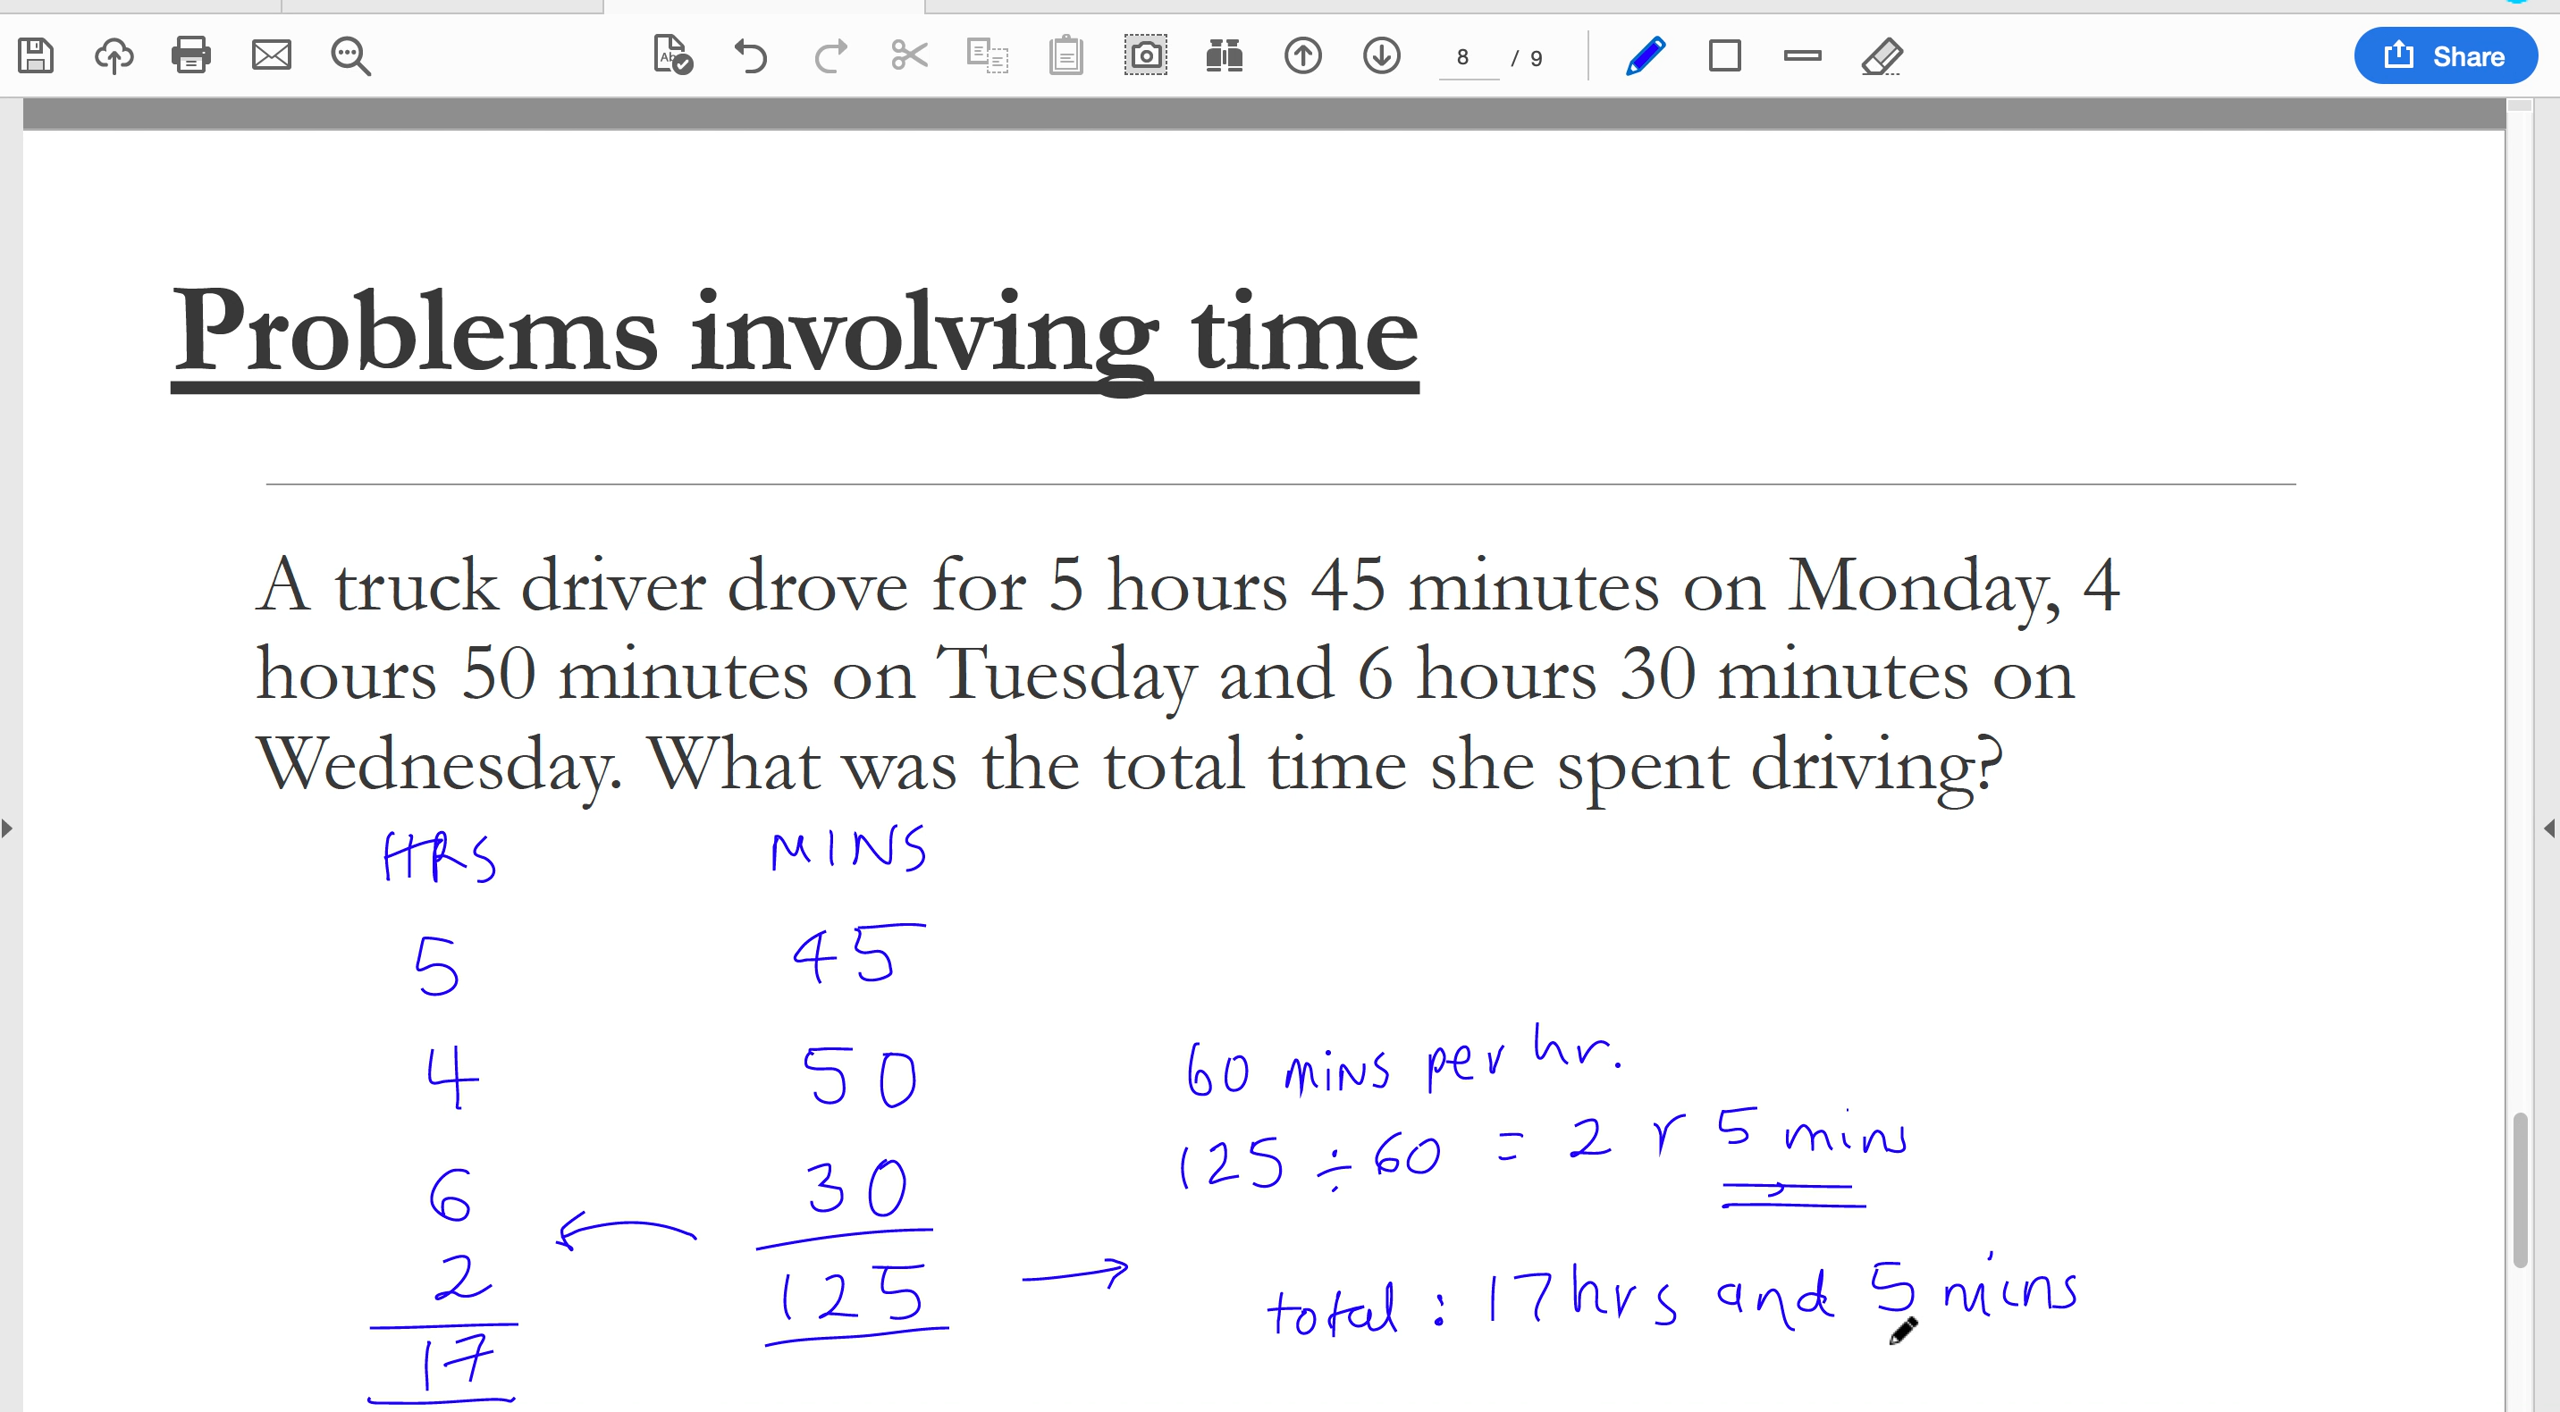 8 / 9
Share
Problems involving time
A truck driver drove for 5 hours 45 minutes on Monday, 4
hours 50 minutes on Tuesday and 6 hours 30 minutes on
Wednesday. What was the total time she spent driving?
HRS MINS
5 45
4 50
60 mins per hr.
125 ÷ 60 = 2 r 5 mins
6 30
2 125
total : 17 hrs and 5 mins
17